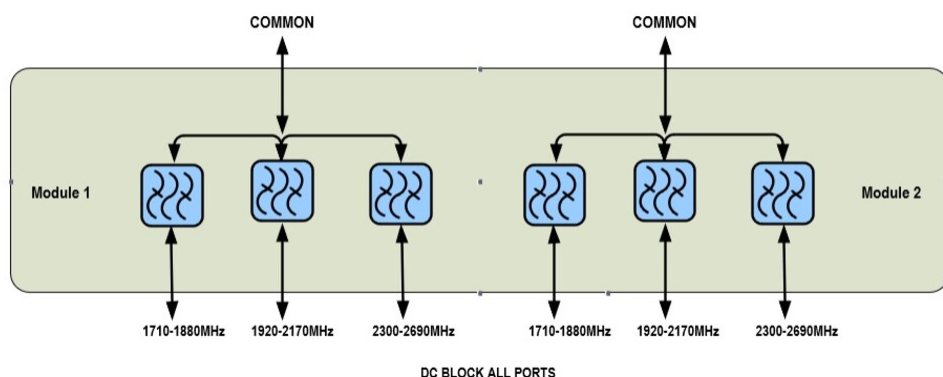 COMMON COMMON
Module 1 Module 2
1710-1880MHz 1920-2170MHz 2300-2690MHz 1710-1880MHz 1920-2170MHz 2300-2690MHz
DC BLOCK ALL PORTS